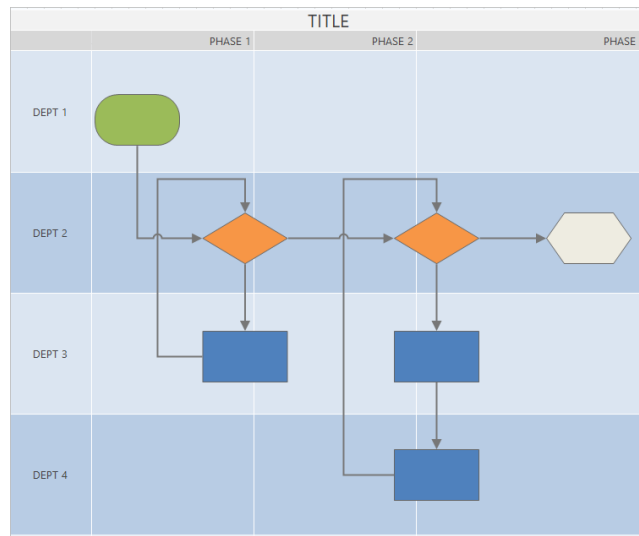 TITLE
PHASE 1
PHASE 2
PHASE
DEPT 1
DEPT 2
DEPT 3
DEPT 4